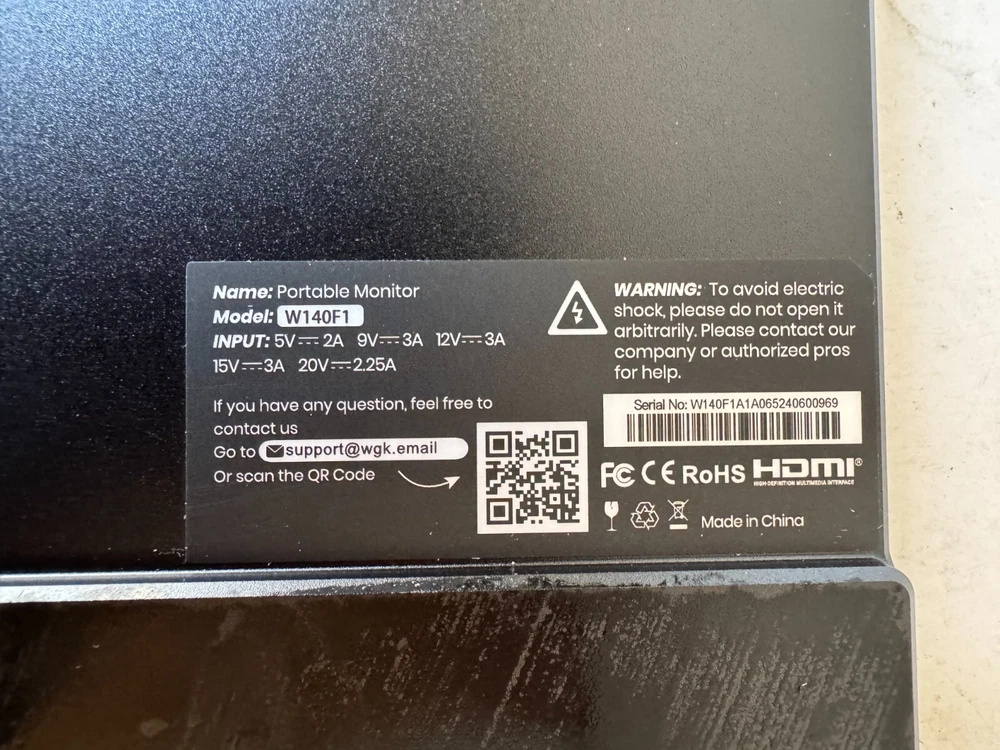 Name: Portable Monitor
Model: W140F1
INPUT: 5V⎓2A 9V⎓3A 12V⎓3A
15V⎓3A 20V⎓2.25A
If you have any question, feel free to
contact us
Go to support@wgk.email
Or scan the QR Code
WARNING: To avoid electric
shock, please do not open it
arbitrarily. Please contact our
company or authorized pros
for help.
Serial No: W140F1A1A065240600969
FC CE RoHS HDMI®
HIGH-DEFINITION MULTIMEDIA INTERFACE
Made in China